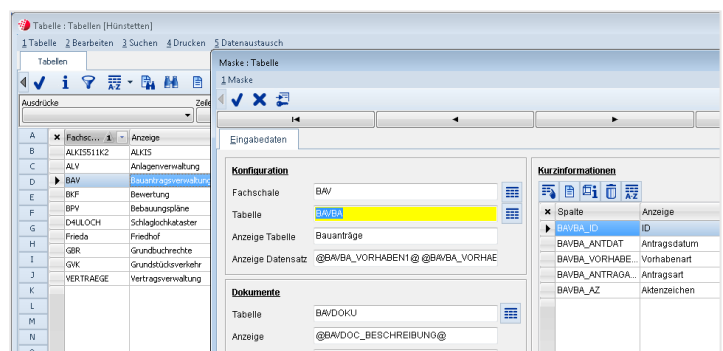 Tabelle : Tabellen [Hünstetten]
1 Tabelle 2 Bearbeiten 3 Suchen 4 Drucken 5 Datenaustausch
Tabellen
A-Z
Ausdrücke Zeile
Fachsc... 1 Anzeige
A
B ALKIS511K2 ALKIS
C ALV Anlagenverwaltung
D BAV Bauantragsverwaltung
E BKF Bewertung
F BPV Bebauungspläne
G D4ULOCH Schlaglochkataster
H Frieda Friedhof
I GBR Grundbuchrechte
J GVK Grundstücksverkehr
K VERTRAEGE Vertragsverwaltung
L
M
N
Maske : Tabelle
1 Maske
Eingabedaten
Konfiguration
Fachschale BAV
Tabelle BAVBA
Anzeige Tabelle Bauanträge
Anzeige Datensatz @BAVBA_VORHABEN1@ @BAVBA_VORHAE
Dokumente
Tabelle BAVDOKU
Anzeige @BAVDOC_BESCHREIBUNG@
Kurzinformationen
A-Z
Spalte Anzeige
BAVBA_ID ID
BAVBA_ANTDAT Antragsdatum
BAVBA_VORHABE... Vorhabenart
BAVBA_ANTRAGA... Antragsart
BAVBA_AZ Aktenzeichen